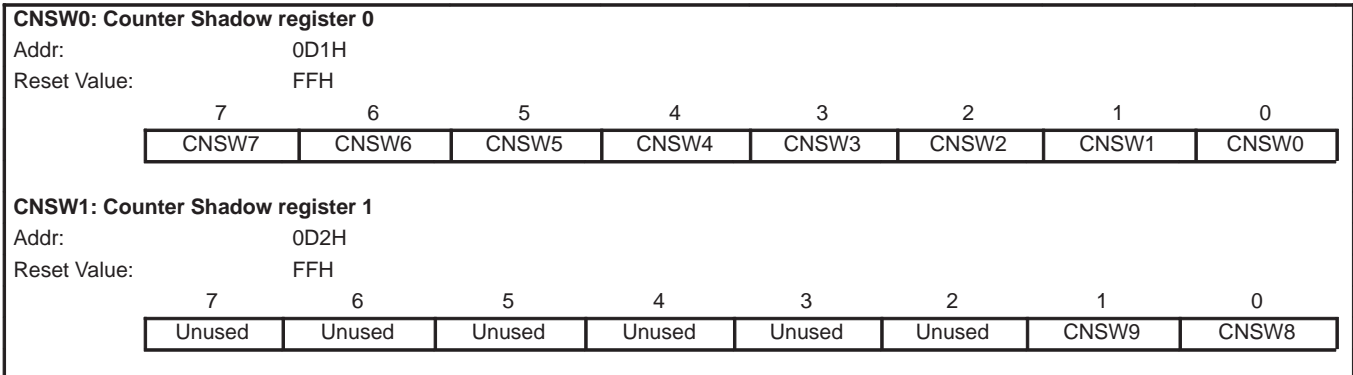 CNSW0: Counter Shadow register 0
Addr: 0D1H
Reset Value: FFH
7 6 5 4 3 2 1 0
CNSW7 CNSW6 CNSW5 CNSW4 CNSW3 CNSW2 CNSW1 CNSW0
CNSW1: Counter Shadow register 1
Addr: 0D2H
Reset Value: FFH
7 6 5 4 3 2 1 0
Unused Unused Unused Unused Unused Unused CNSW9 CNSW8